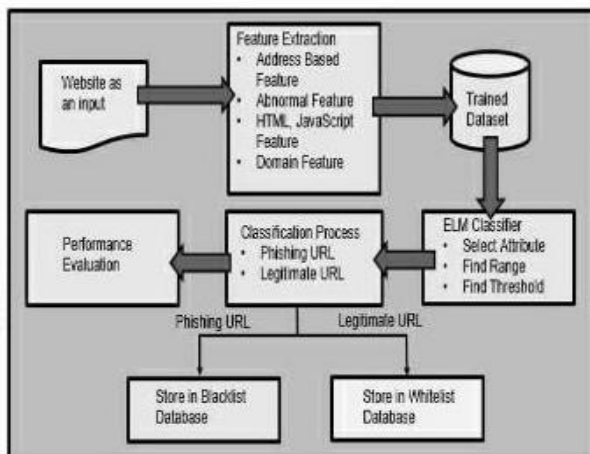 Website as
an input
Feature Extraction
• Address Based
Feature
• Abnormal Feature
• HTML, JavaScript
Feature
• Domain Feature
Trained
Dataset
ELM Classifier
• Select Attribute
• Find Range
• Find Threshold
Classification Process
• Phishing URL
• Legitimate URL
Performance
Evaluation
Phishing URL
Legitimate URL
Store in Blacklist
Database
Store in Whitelist
Database